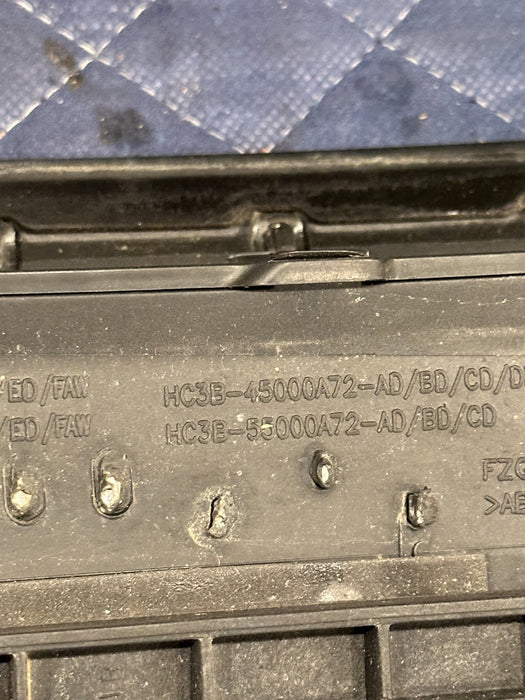 /ED/FAW HC3B-45000A72-AD/BD/CD/D
/ED/FAW HC3B-55000A72-AD/BD/CD
FZ
>AB